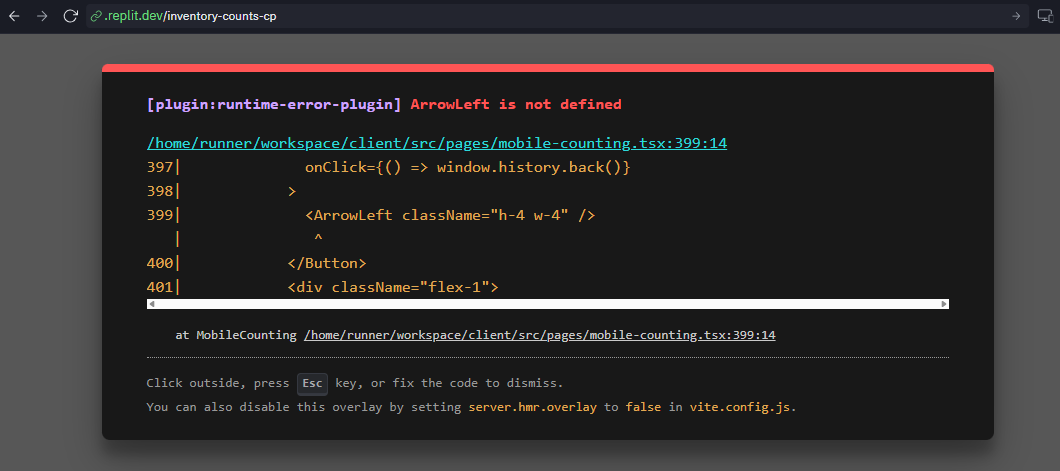 .replit.dev/inventory-counts-cp
[plugin:runtime-error-plugin] ArrowLeft is not defined
/home/runner/workspace/client/src/pages/mobile-counting.tsx:399:14
397|              onClick={() => window.history.back()}
398|            >
399|              <ArrowLeft className="h-4 w-4" />
   |               ^
400|            </Button>
401|            <div className="flex-1">
at MobileCounting /home/runner/workspace/client/src/pages/mobile-counting.tsx:399:14
Click outside, press Esc key, or fix the code to dismiss.
You can also disable this overlay by setting server.hmr.overlay to false in vite.config.js.